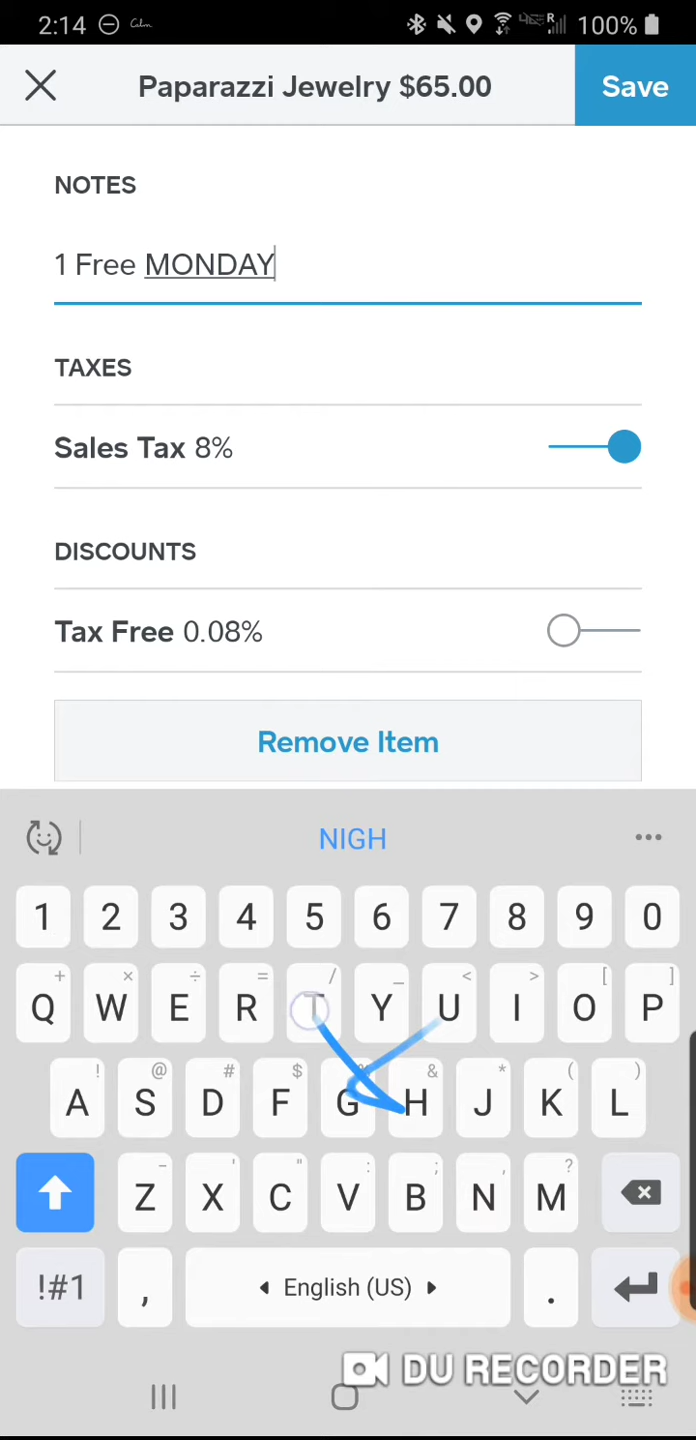 2:14 Calm 4G R 100%
Paparazzi Jewelry $65.00 Save
NOTES
1 Free MONDAY
TAXES
Sales Tax 8%
DISCOUNTS
Tax Free 0.08%
Remove Item
NIGH
1 2 3 4 5 6 7 8 9 0
+ × ÷ = / _ < > [ ]
Q W E R T Y U I O P
! @ # $ % & * ( )
A S D F G H J K L
- ' " : ; , ?
Z X C V B N M
!#1 , English (US) .
DU RECORDER